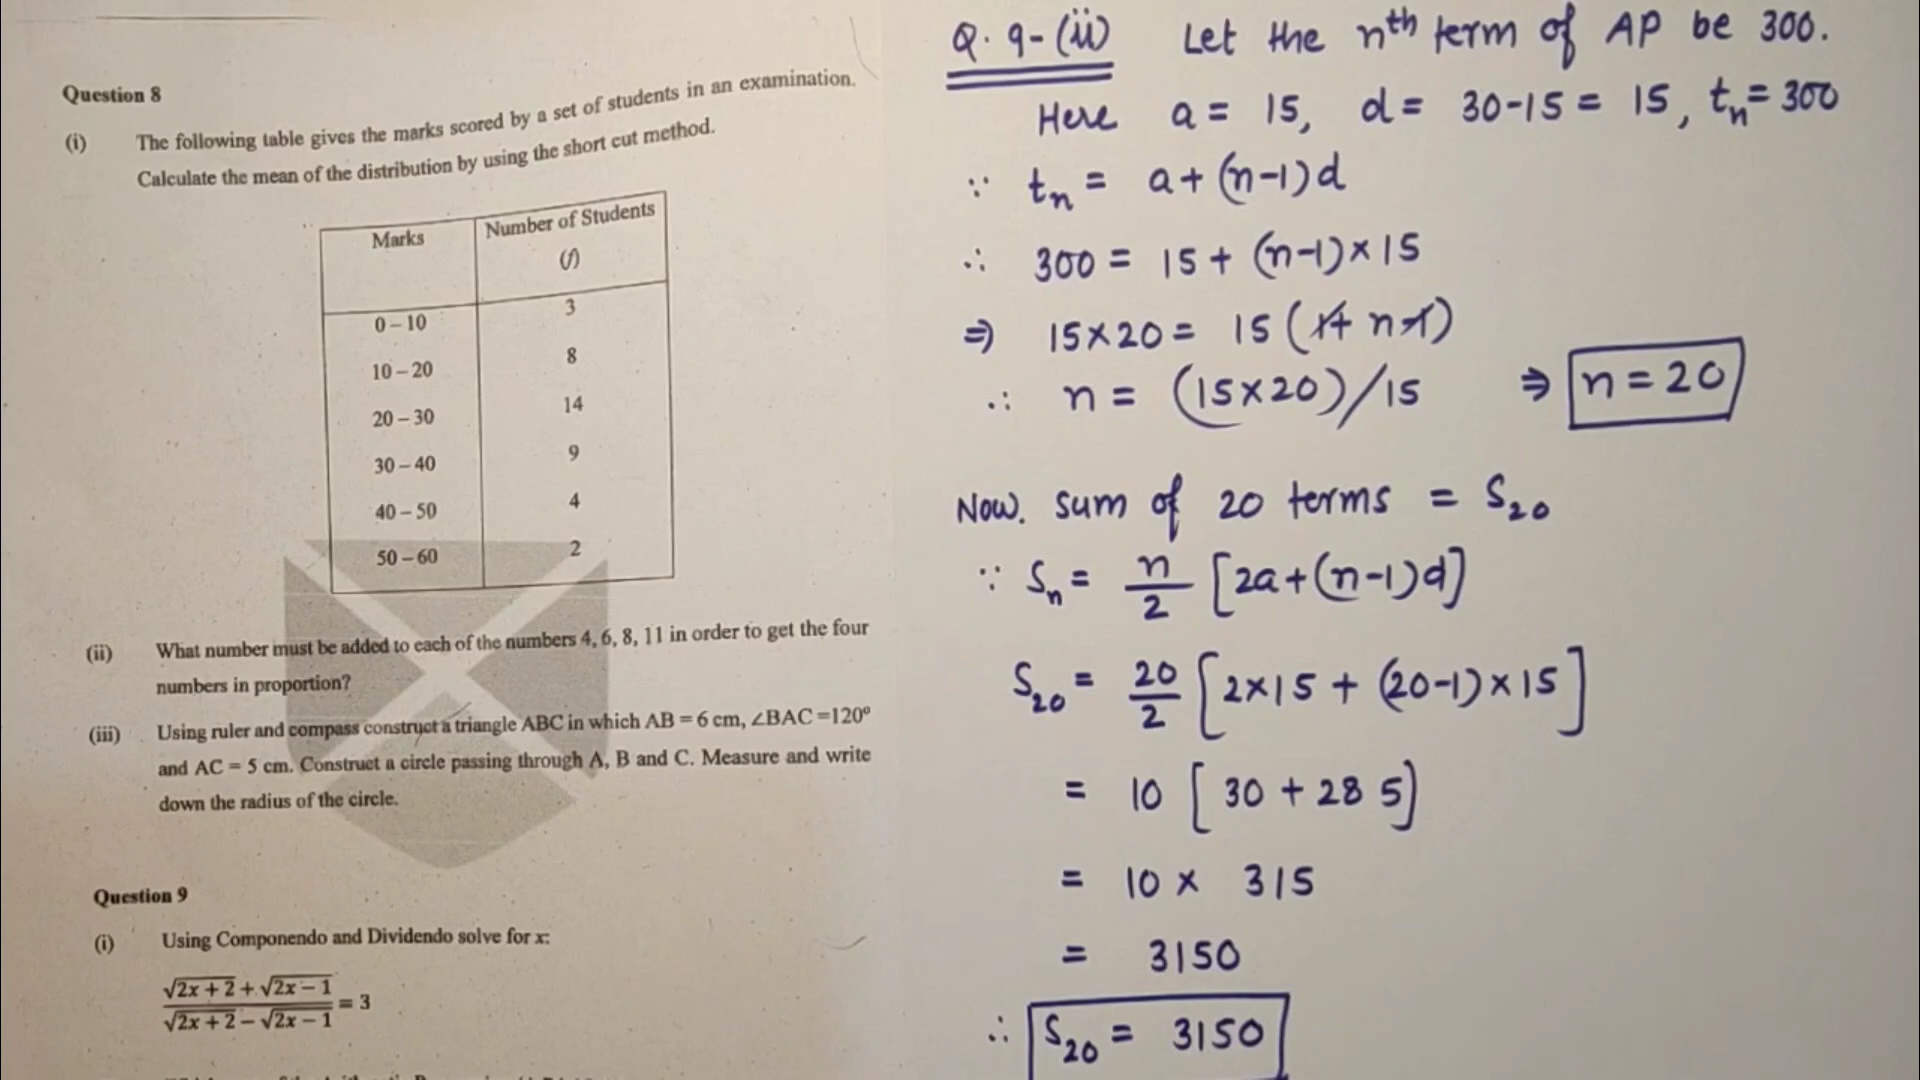 Question 8
(i) The following table gives the marks scored by a set of students in an examination.
Calculate the mean of the distribution by using the short cut method.
Marks Number of Students
(f)
0 – 10 3
10 – 20 8
20 – 30 14
30 – 40 9
40 – 50 4
50 – 60 2
(ii) What number must be added to each of the numbers 4, 6, 8, 11 in order to get the four
numbers in proportion?
(iii) Using ruler and compass construct a triangle ABC in which AB = 6 cm, ∠BAC =120°
and AC = 5 cm. Construct a circle passing through A, B and C. Measure and write
down the radius of the circle.
Question 9
(i) Using Componendo and Dividendo solve for x:
(√(2x + 2) + √(2x – 1)) / (√(2x + 2) – √(2x – 1)) = 3
Q. 9-(ii) Let the nth term of AP be 300.
Here a = 15, d = 30-15 = 15, tn = 300
∵ tn = a+(n-1)d
∴ 300 = 15 + (n-1)×15
⇒ 15×20 = 15 (1+n-1)
∴ n = (15×20)/15 ⇒ n = 20
Now. sum of 20 terms = S20
∵ Sn = n/2 [2a+(n-1)d]
S20 = 20/2 [2×15 + (20-1)×15]
= 10 [30 + 285]
= 10 × 315
= 3150
∴ S20 = 3150